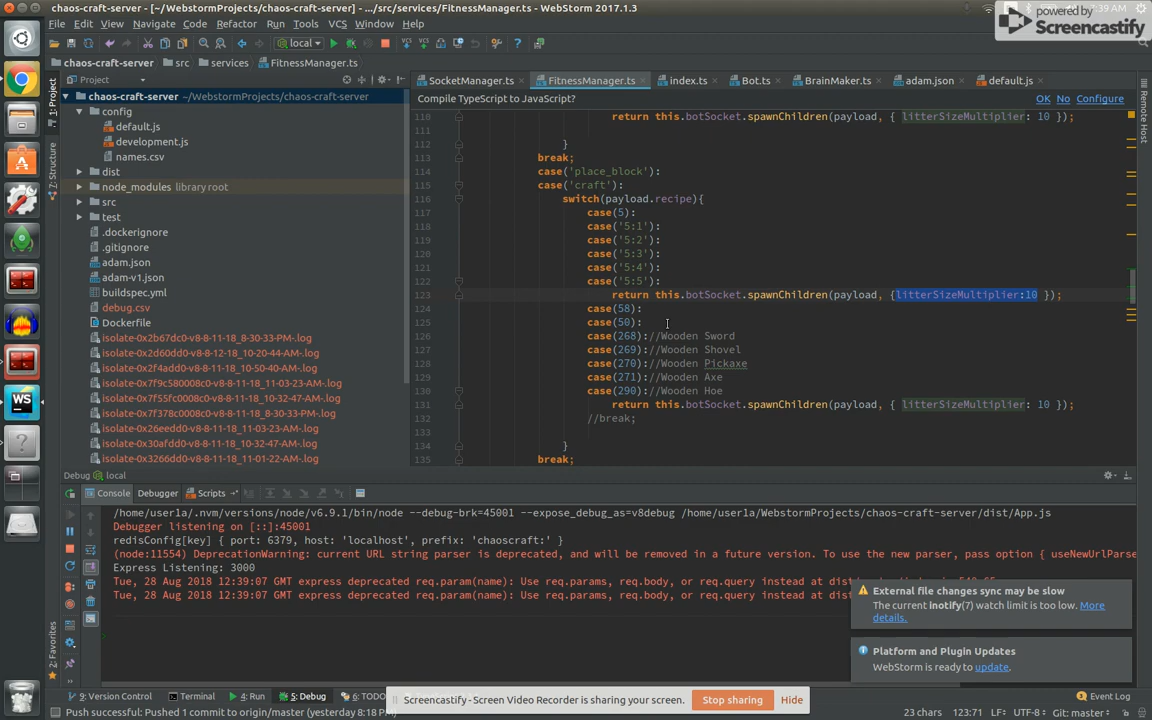 chaos-craft-server - [~/WebstormProjects/chaos-craft-server] - .../src/services/FitnessManager.ts - WebStorm 2017.1.3
:39 AM
powered by
Screencastify
File Edit View Navigate Code Refactor Run Tools VCS Window Help
local
chaos-craft-server src services FitnessManager.ts
Project
SocketManager.ts × FitnessManager.ts × index.ts × Bot.ts × BrainMaker.ts × adam.json × default.js ×
1: Project
7: Structure
2: Favorites
Remote Host
chaos-craft-server ~/WebstormProjects/chaos-craft-server
config
default.js
development.js
names.csv
dist
node_modules library root
src
test
.dockerignore
.gitignore
adam.json
adam-v1.json
buildspec.yml
debug.csv
Dockerfile
isolate-0x2b67dd0-v8-8-11-18_8-30-33-PM-.log
isolate-0x2d60dd0-v8-8-12-18_10-20-44-AM-.log
isolate-0x2f4add0-v8-8-11-18_10-50-40-AM-.log
isolate-0x7f9c580008c0-v8-8-11-18_11-03-23-AM-.log
isolate-0x7f55fc0008c0-v8-8-11-18_10-32-47-AM-.log
isolate-0x7f378c0008c0-v8-8-11-18_8-30-33-PM-.log
isolate-0x26eedd0-v8-8-11-18_11-03-23-AM-.log
isolate-0x30afdd0-v8-8-11-18_10-32-47-AM-.log
isolate-0x3266dd0-v8-8-11-18_11-01-22-AM-.log
Compile TypeScript to JavaScript? OK No Configure
110 return this.botSocket.spawnChildren(payload, { litterSizeMultiplier: 10 });
111
112 }
113 break;
114 case('place_block'):
115 case('craft'):
116 switch(payload.recipe){
117 case(5):
118 case('5:1'):
119 case('5:2'):
120 case('5:3'):
121 case('5:4'):
122 case('5:5'):
123 return this.botSocket.spawnChildren(payload, {litterSizeMultiplier:10 });
124 case(58):
125 case(50):
126 case(268)://Wooden Sword
127 case(269)://Wooden Shovel
128 case(270)://Wooden Pickaxe
129 case(271)://Wooden Axe
130 case(290)://Wooden Hoe
131 return this.botSocket.spawnChildren(payload, { litterSizeMultiplier: 10 });
132 //break;
133
134 }
135 break;
Debug local
Console Debugger Scripts
/home/user1a/.nvm/versions/node/v6.9.1/bin/node --debug-brk=45001 --expose_debug_as=v8debug /home/user1a/WebstormProjects/chaos-craft-server/dist/App.js
Debugger listening on [::]:45001
redisConfig[key] { port: 6379, host: 'localhost', prefix: 'chaoscraft:' }
(node:11554) DeprecationWarning: current URL string parser is deprecated, and will be removed in a future version. To use the new parser, pass option { useNewUrlParse
Express Listening: 3000
Tue, 28 Aug 2018 12:39:07 GMT express deprecated req.param(name): Use req.params, req.body, or req.query instead at
Tue, 28 Aug 2018 12:39:07 GMT express deprecated req.param(name): Use req.params, req.body, or req.query instead at
External file changes sync may be slow
The current inotify(7) watch limit is too low. More
details.
Platform and Plugin Updates
WebStorm is ready to update.
9: Version Control Terminal 4: Run 5: Debug 6: TODO Event Log
Screencastify - Screen Video Recorder is sharing your screen. Stop sharing Hide
Push successful: Pushed 1 commit to origin/master (yesterday 8:18 PM) 23 chars 123:71 LF÷ UTF-8÷ Git: master÷